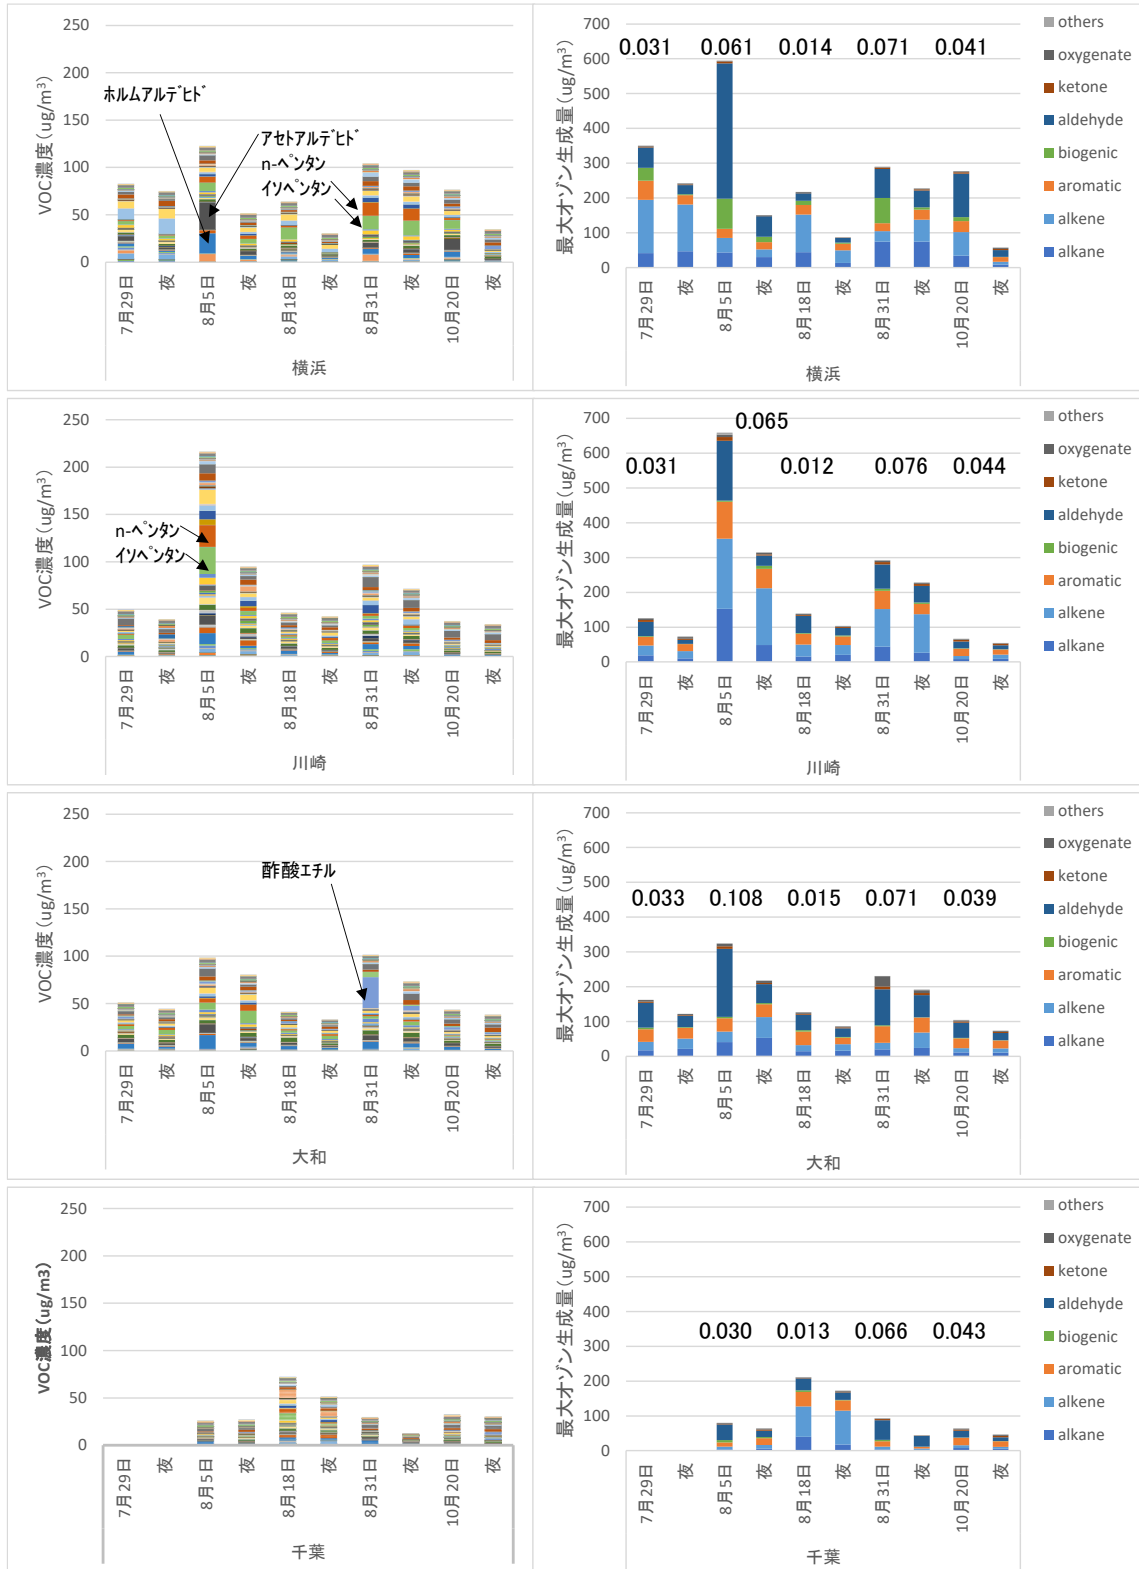 VOC濃度(ug/m³)
250
200
150
100
50
0
ホルムアルデヒド
アセトアルデヒド
n-ペンタン
イソペンタン
7月29日
夜
8月5日
夜
8月18日
夜
8月31日
夜
10月20日
夜
横浜
最大オゾン生成量(ug/m³)
700
600
500
400
300
200
100
0
0.031 0.061 0.014 0.071 0.041
7月29日
夜
8月5日
夜
8月18日
夜
8月31日
夜
10月20日
夜
横浜
others
oxygenate
ketone
aldehyde
biogenic
aromatic
alkene
alkane
VOC濃度(ug/m³)
250
200
150
100
50
0
n-ペンタン
イソペンタン
7月29日
夜
8月5日
夜
8月18日
夜
8月31日
夜
10月20日
夜
川崎
最大オゾン生成量(ug/m³)
700
600
500
400
300
200
100
0
0.065
0.031 0.012 0.076 0.044
7月29日
夜
8月5日
夜
8月18日
夜
8月31日
夜
10月20日
夜
川崎
others
oxygenate
ketone
aldehyde
biogenic
aromatic
alkene
alkane
VOC濃度(ug/m³)
250
200
150
100
50
0
酢酸エチル
7月29日
夜
8月5日
夜
8月18日
夜
8月31日
夜
10月20日
夜
大和
最大オゾン生成量(ug/m³)
700
600
500
400
300
200
100
0
0.033 0.108 0.015 0.071 0.039
7月29日
夜
8月5日
夜
8月18日
夜
8月31日
夜
10月20日
夜
大和
others
oxygenate
ketone
aldehyde
biogenic
aromatic
alkene
alkane
VOC濃度(ug/m3)
250
200
150
100
50
0
7月29日
夜
8月5日
夜
8月18日
夜
8月31日
夜
10月20日
夜
千葉
最大オゾン生成量(ug/m³)
700
600
500
400
300
200
100
0
0.030 0.013 0.066 0.043
7月29日
夜
8月5日
夜
8月18日
夜
8月31日
夜
10月20日
夜
千葉
others
oxygenate
ketone
aldehyde
biogenic
aromatic
alkene
alkane